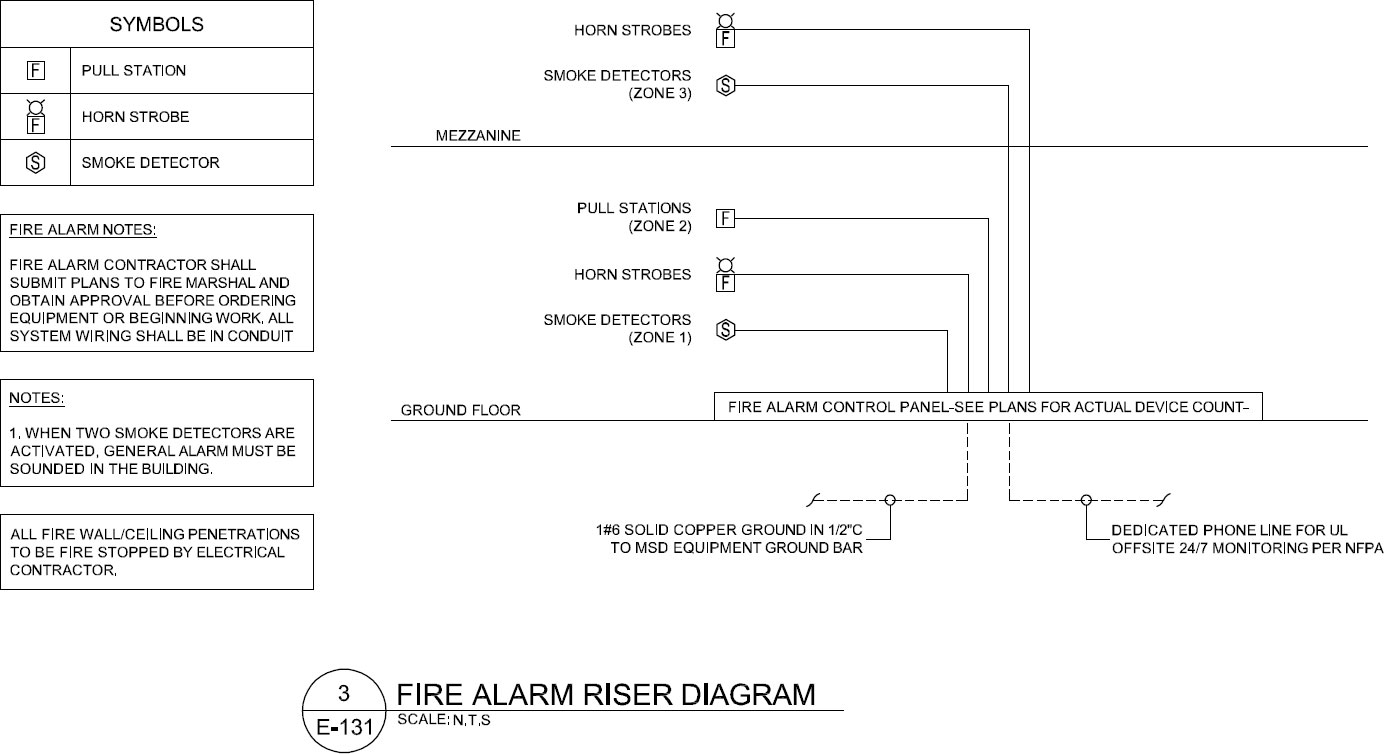 SYMBOLS
F
PULL STATION
F
HORN STROBE
S
SMOKE DETECTOR
FIRE ALARM NOTES:
FIRE ALARM CONTRACTOR SHALL
SUBMIT PLANS TO FIRE MARSHAL AND
OBTAIN APPROVAL BEFORE ORDERING
EQUIPMENT OR BEGINNING WORK. ALL
SYSTEM WIRING SHALL BE IN CONDUIT
NOTES:
1. WHEN TWO SMOKE DETECTORS ARE
ACTIVATED, GENERAL ALARM MUST BE
SOUNDED IN THE BUILDING.
ALL FIRE WALL/CEILING PENETRATIONS
TO BE FIRE STOPPED BY ELECTRICAL
CONTRACTOR.
HORN STROBES
F
SMOKE DETECTORS
(ZONE 3)
S
MEZZANINE
PULL STATIONS
(ZONE 2)
F
HORN STROBES
F
SMOKE DETECTORS
(ZONE 1)
S
GROUND FLOOR
FIRE ALARM CONTROL PANEL-SEE PLANS FOR ACTUAL DEVICE COUNT-
1#6 SOLID COPPER GROUND IN 1/2"C
TO MSD EQUIPMENT GROUND BAR
DEDICATED PHONE LINE FOR UL
OFFSITE 24/7 MONITORING PER NFPA
3
E-131
FIRE ALARM RISER DIAGRAM
SCALE: N.T.S